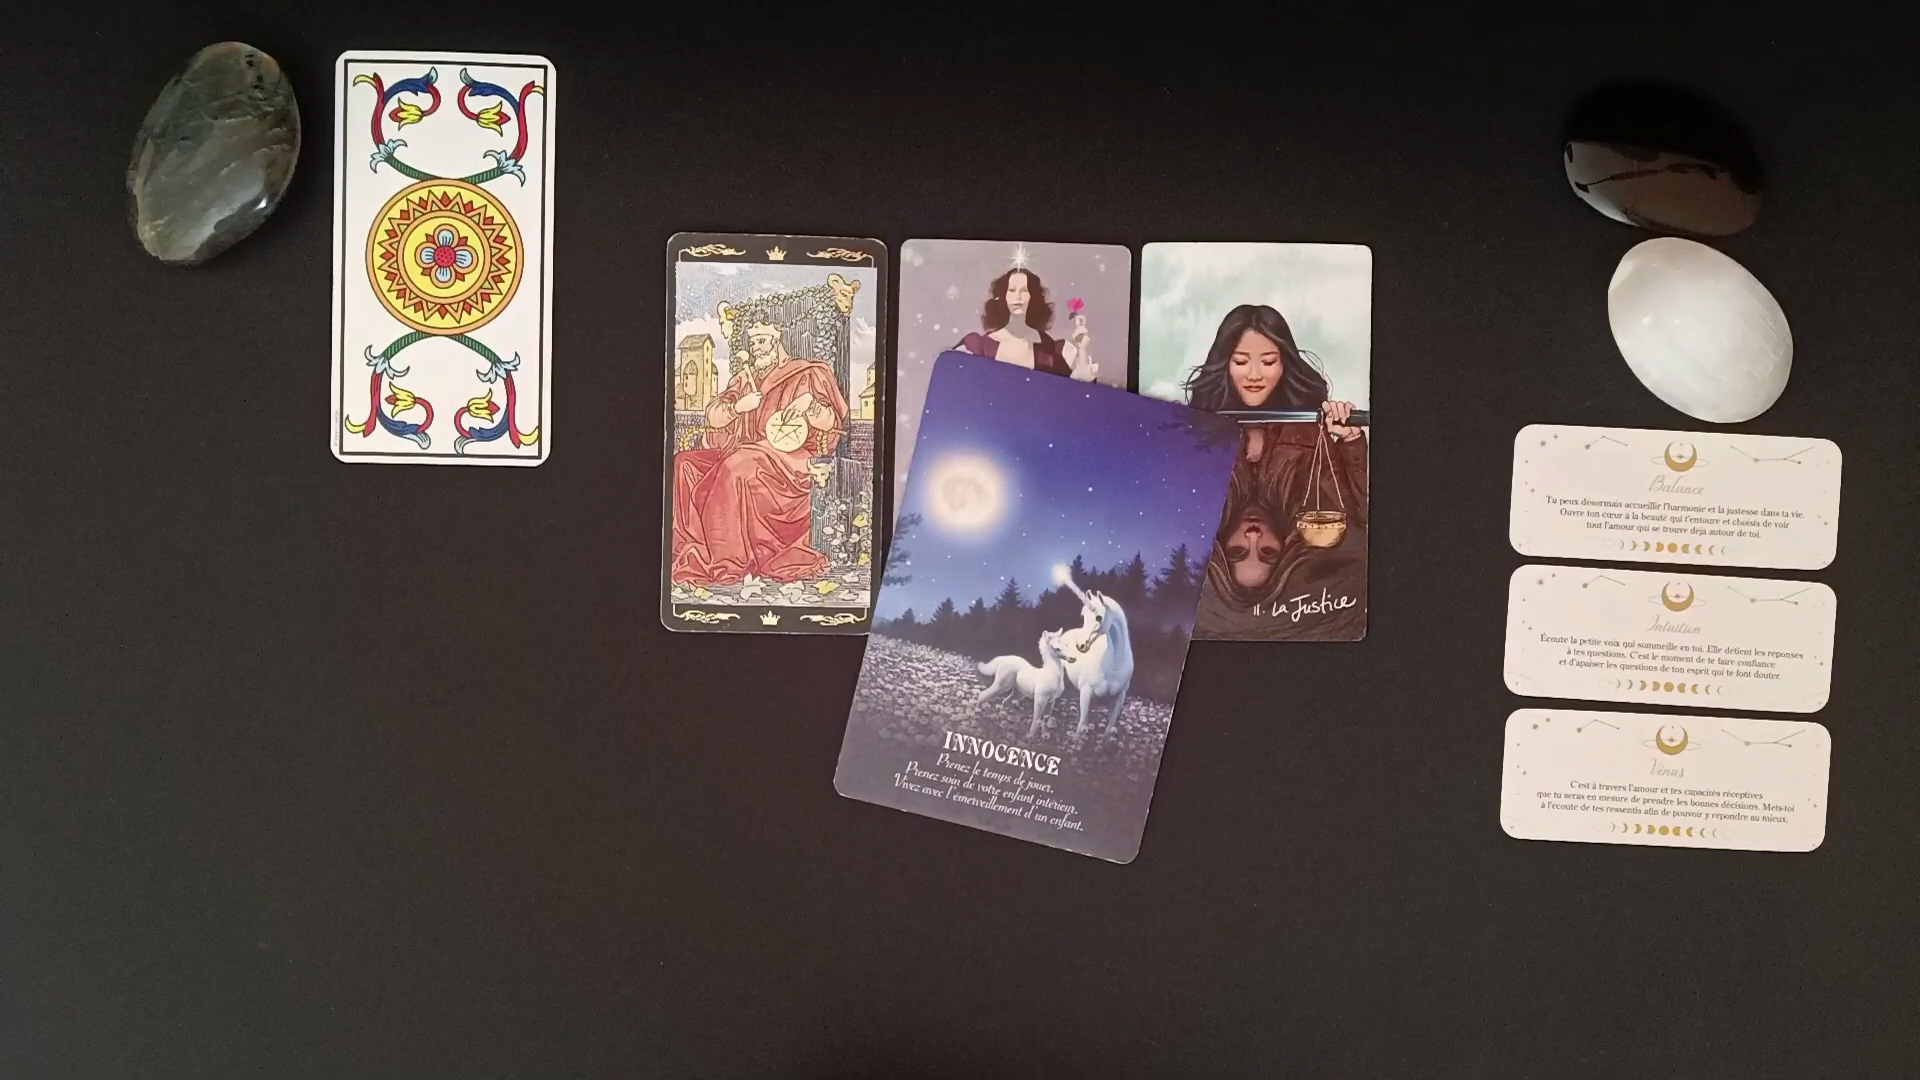 11. La Justice
INNOCENCE
Prenez le temps de jouer.
Prenez soin de votre enfant intérieur.
Vivez avec l'émerveillement d'un enfant.
Balance
Tu peux désormais accueillir l'harmonie et la justesse dans ta vie.
Ouvre ton cœur à la beauté qui t'entoure et choisis de voir
tout l'amour qui se trouve déjà autour de toi.
Intuition
Écoute la petite voix qui sommeille en toi. Elle détient les réponses
à tes questions. C'est le moment de te faire confiance
et d'apaiser les questions de ton esprit qui te font douter.
Vénus
C'est à travers l'amour et tes capacités réceptives
que tu seras en mesure de prendre les bonnes décisions. Mets-toi
à l'écoute de tes ressentis afin de pouvoir y répondre au mieux.